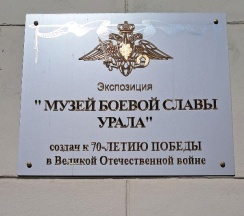 Экспозиция
"МУЗЕЙ БОЕВОЙ СЛАВЫ
УРАЛА"
создан к 70-ЛЕТИЮ ПОБЕДЫ
в Великой Отечественной войне